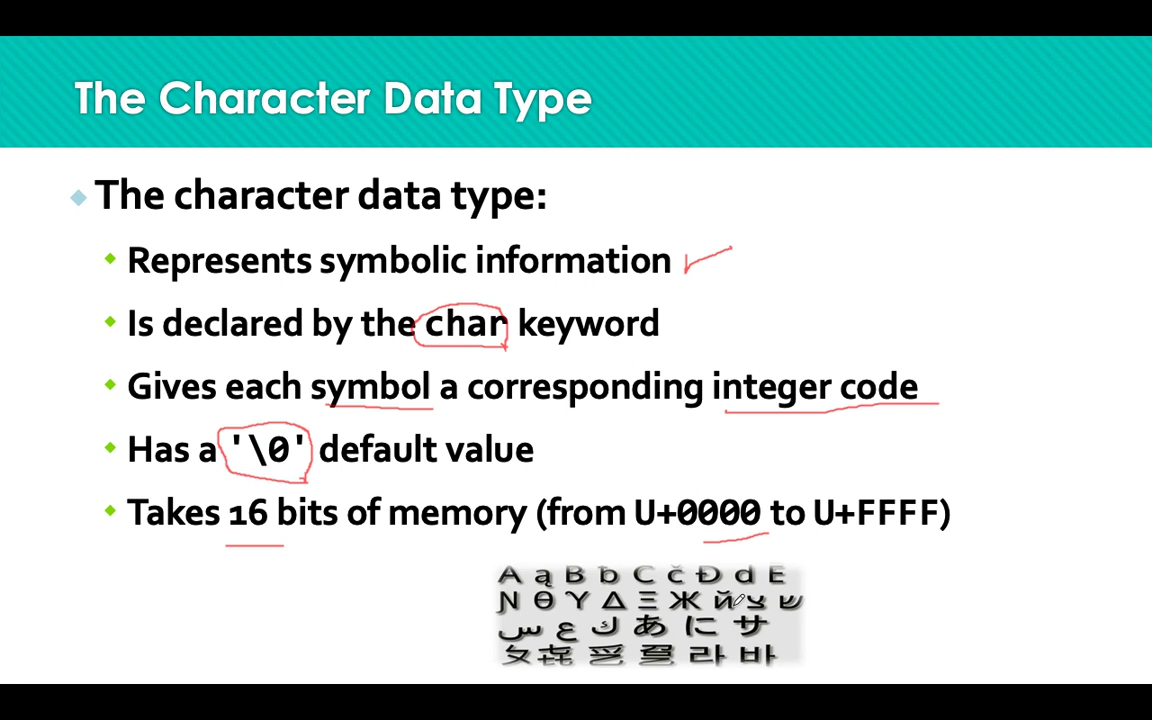 The Character Data Type
The character data type:
Represents symbolic information
Is declared by the char keyword
Gives each symbol a corresponding integer code
Has a '\0' default value
Takes 16 bits of memory (from U+0000 to U+FFFF)
A ą B b C č Đ d E
Ɲ Θ Υ Δ Ξ Ж й ש
س ع ك あ に サ
라 바